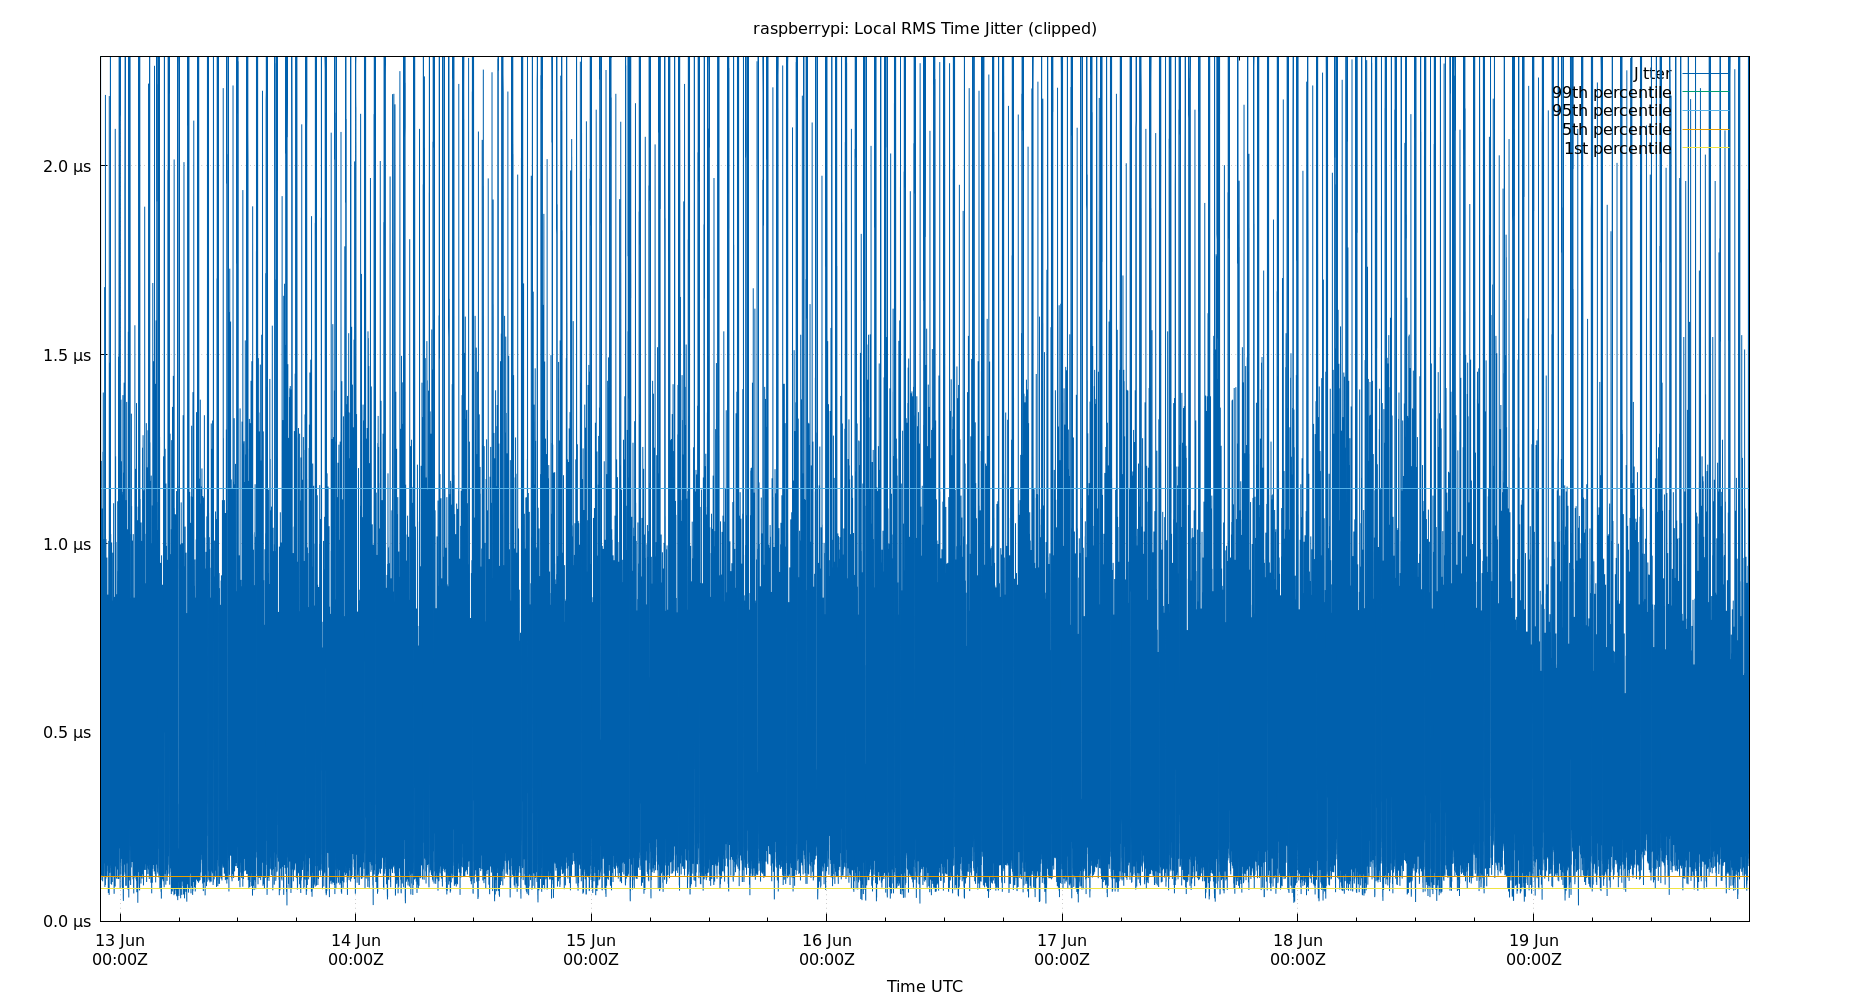 raspberrypi: Local RMS Time Jitter (clipped)
Jitter
99th percentile
95th percentile
5th percentile
1st percentile
2.0 µs
1.5 µs
1.0 µs
0.5 µs
0.0 µs
13 Jun 14 Jun 15 Jun 16 Jun 17 Jun 18 Jun 19 Jun
00:00Z 00:00Z 00:00Z 00:00Z 00:00Z 00:00Z 00:00Z
Time UTC